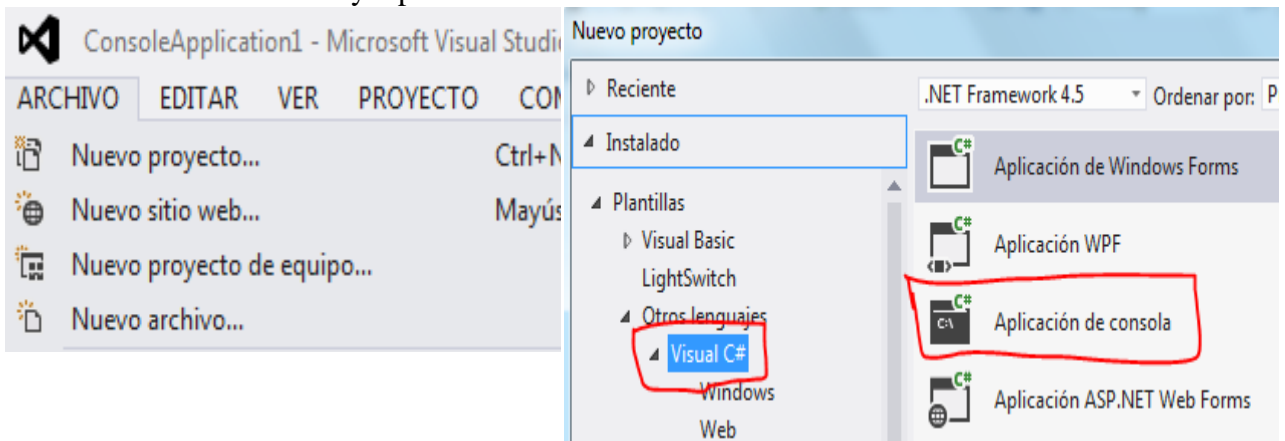 ConsoleApplication1 - Microsoft Visual Studi
ARCHIVO EDITAR VER PROYECTO
Nuevo proyecto... Ctrl+N
Nuevo sitio web... Mayús
Nuevo proyecto de equipo...
Nuevo archivo...
Nuevo proyecto
Reciente
Instalado
Plantillas
Visual Basic
LightSwitch
Otros lenguajes
Visual C#
Windows
Web
.NET Framework 4.5 Ordenar por: P
C# Aplicación de Windows Forms
C# Aplicación WPF
C# C:\ Aplicación de consola
C# Aplicación ASP.NET Web Forms